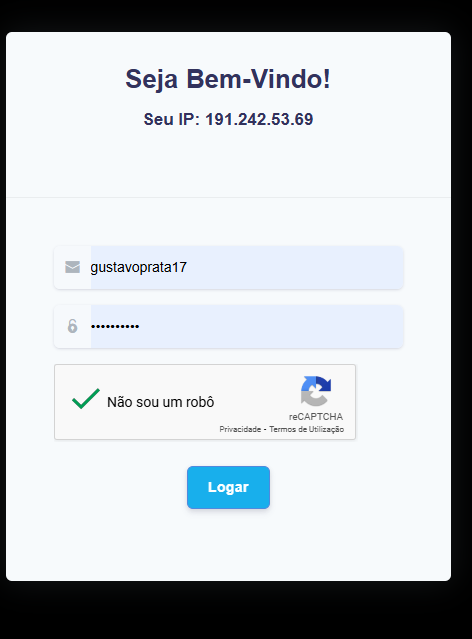 Seja Bem-Vindo!
Seu IP: 191.242.53.69
gustavoprata17
••••••••••
Não sou um robô
reCAPTCHA
Privacidade - Termos de Utilização
Logar